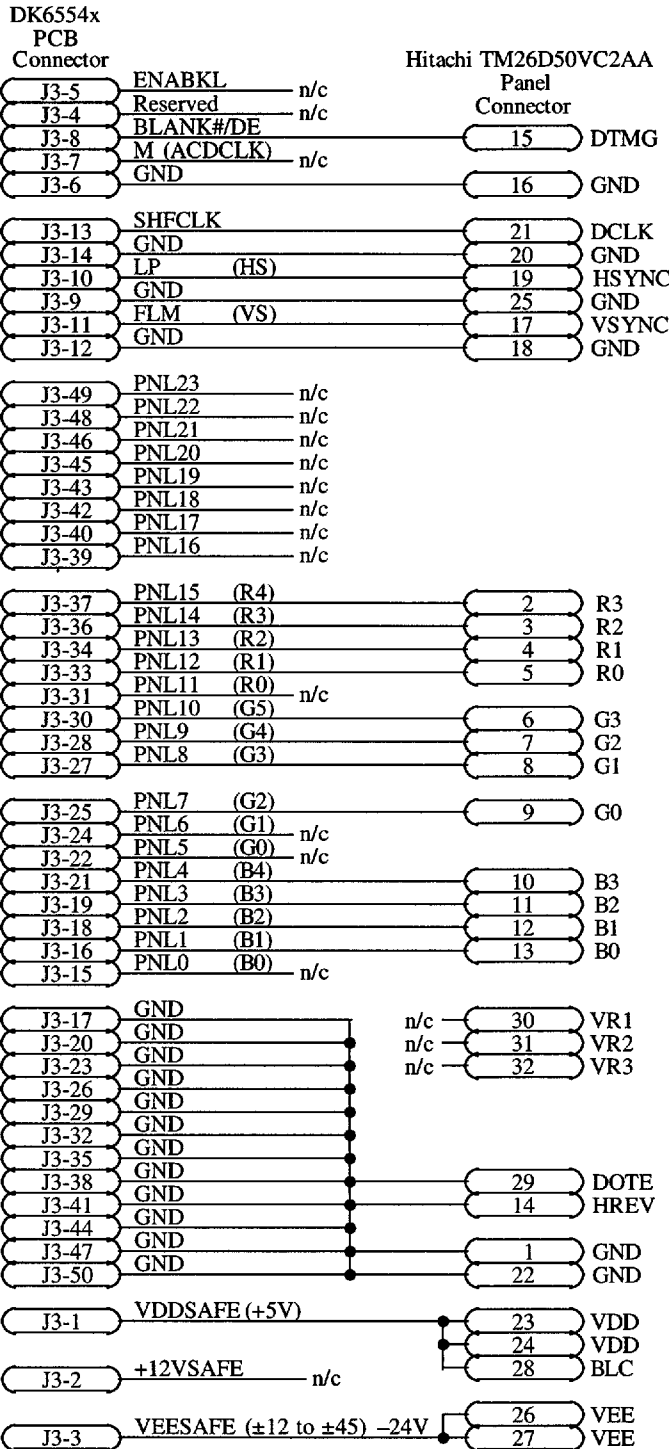 DK6554x
PCB
Connector
Hitachi TM26D50VC2AA
Panel
Connector
J3-5 ENABKL n/c
J3-4 Reserved n/c
J3-8 BLANK#/DE 15 DTMG
J3-7 M (ACDCLK) n/c
J3-6 GND 16 GND
J3-13 SHFCLK 21 DCLK
J3-14 GND 20 GND
J3-10 LP (HS) 19 HSYNC
J3-9 GND 25 GND
J3-11 FLM (VS) 17 VSYNC
J3-12 GND 18 GND
J3-49 PNL23 n/c
J3-48 PNL22 n/c
J3-46 PNL21 n/c
J3-45 PNL20 n/c
J3-43 PNL19 n/c
J3-42 PNL18 n/c
J3-40 PNL17 n/c
J3-39 PNL16 n/c
J3-37 PNL15 (R4) 2 R3
J3-36 PNL14 (R3) 3 R2
J3-34 PNL13 (R2) 4 R1
J3-33 PNL12 (R1) 5 R0
J3-31 PNL11 (R0) n/c
J3-30 PNL10 (G5) 6 G3
J3-28 PNL9 (G4) 7 G2
J3-27 PNL8 (G3) 8 G1
J3-25 PNL7 (G2) 9 G0
J3-24 PNL6 (G1) n/c
J3-22 PNL5 (G0) n/c
J3-21 PNL4 (B4) 10 B3
J3-19 PNL3 (B3) 11 B2
J3-18 PNL2 (B2) 12 B1
J3-16 PNL1 (B1) 13 B0
J3-15 PNL0 (B0) n/c
J3-17 GND n/c 30 VR1
J3-20 GND n/c 31 VR2
J3-23 GND n/c 32 VR3
J3-26 GND
J3-29 GND
J3-32 GND
J3-35 GND
J3-38 GND 29 DOTE
J3-41 GND 14 HREV
J3-44 GND
J3-47 GND 1 GND
J3-50 GND 22 GND
J3-1 VDDSAFE (+5V) 23 VDD
24 VDD
28 BLC
J3-2 +12VSAFE n/c
26 VEE
J3-3 VEESAFE (±12 to ±45) –24V 27 VEE